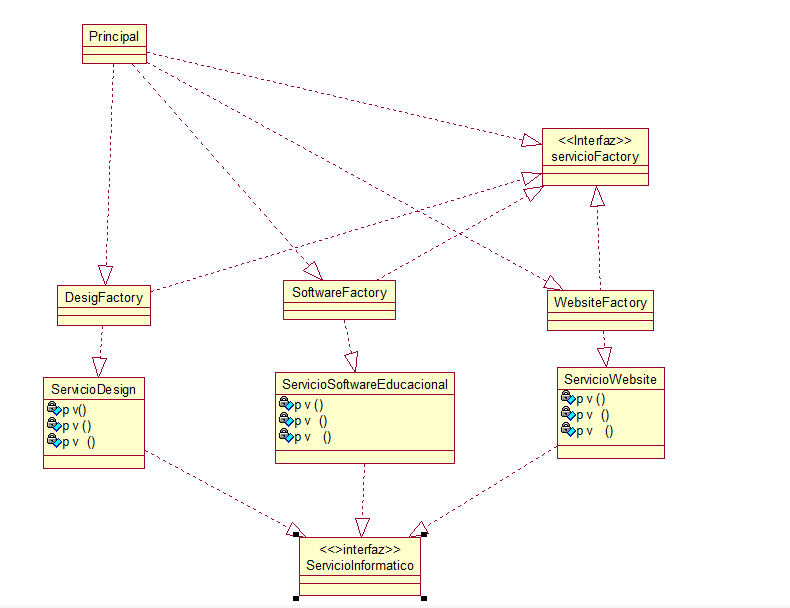 Principal
<<Interfaz>>
servicioFactory
DesigFactory
SoftwareFactory
WebsiteFactory
ServicioDesign
p v()
p v ()
p v ()
ServicioSoftwareEducacional
p v ()
p v ()
p v ()
ServicioWebsite
p v ()
p v ()
p v ()
<<>interfaz>>
ServicioInformatico